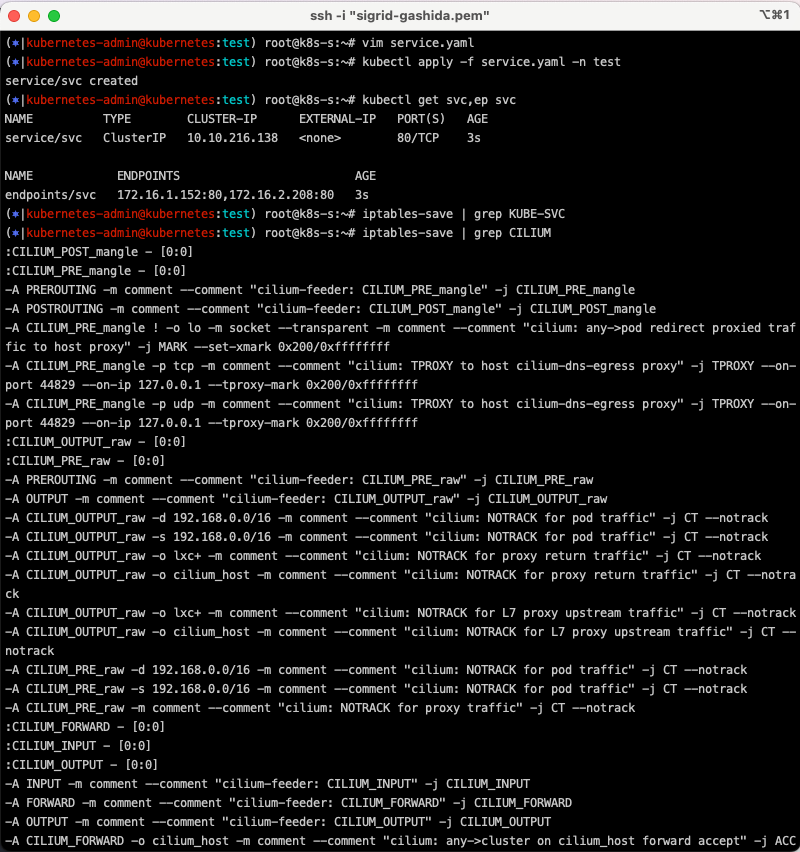 ssh -i "sigrid-gashida.pem"
⌥⌘1
(✱|kubernetes-admin@kubernetes:test) root@k8s-s:~# vim service.yaml
(✱|kubernetes-admin@kubernetes:test) root@k8s-s:~# kubectl apply -f service.yaml -n test
service/svc created
(✱|kubernetes-admin@kubernetes:test) root@k8s-s:~# kubectl get svc,ep svc
NAME          TYPE        CLUSTER-IP      EXTERNAL-IP   PORT(S)   AGE
service/svc   ClusterIP   10.10.216.138   <none>        80/TCP    3s
NAME            ENDPOINTS                         AGE
endpoints/svc   172.16.1.152:80,172.16.2.208:80   3s
(✱|kubernetes-admin@kubernetes:test) root@k8s-s:~# iptables-save | grep KUBE-SVC
(✱|kubernetes-admin@kubernetes:test) root@k8s-s:~# iptables-save | grep CILIUM
:CILIUM_POST_mangle - [0:0]
:CILIUM_PRE_mangle - [0:0]
-A PREROUTING -m comment --comment "cilium-feeder: CILIUM_PRE_mangle" -j CILIUM_PRE_mangle
-A POSTROUTING -m comment --comment "cilium-feeder: CILIUM_POST_mangle" -j CILIUM_POST_mangle
-A CILIUM_PRE_mangle ! -o lo -m socket --transparent -m comment --comment "cilium: any->pod redirect proxied traf
fic to host proxy" -j MARK --set-xmark 0x200/0xffffffff
-A CILIUM_PRE_mangle -p tcp -m comment --comment "cilium: TPROXY to host cilium-dns-egress proxy" -j TPROXY --on-
port 44829 --on-ip 127.0.0.1 --tproxy-mark 0x200/0xffffffff
-A CILIUM_PRE_mangle -p udp -m comment --comment "cilium: TPROXY to host cilium-dns-egress proxy" -j TPROXY --on-
port 44829 --on-ip 127.0.0.1 --tproxy-mark 0x200/0xffffffff
:CILIUM_OUTPUT_raw - [0:0]
:CILIUM_PRE_raw - [0:0]
-A PREROUTING -m comment --comment "cilium-feeder: CILIUM_PRE_raw" -j CILIUM_PRE_raw
-A OUTPUT -m comment --comment "cilium-feeder: CILIUM_OUTPUT_raw" -j CILIUM_OUTPUT_raw
-A CILIUM_OUTPUT_raw -d 192.168.0.0/16 -m comment --comment "cilium: NOTRACK for pod traffic" -j CT --notrack
-A CILIUM_OUTPUT_raw -s 192.168.0.0/16 -m comment --comment "cilium: NOTRACK for pod traffic" -j CT --notrack
-A CILIUM_OUTPUT_raw -o lxc+ -m comment --comment "cilium: NOTRACK for proxy return traffic" -j CT --notrack
-A CILIUM_OUTPUT_raw -o cilium_host -m comment --comment "cilium: NOTRACK for proxy return traffic" -j CT --notra
ck
-A CILIUM_OUTPUT_raw -o lxc+ -m comment --comment "cilium: NOTRACK for L7 proxy upstream traffic" -j CT --notrack
-A CILIUM_OUTPUT_raw -o cilium_host -m comment --comment "cilium: NOTRACK for L7 proxy upstream traffic" -j CT --
notrack
-A CILIUM_PRE_raw -d 192.168.0.0/16 -m comment --comment "cilium: NOTRACK for pod traffic" -j CT --notrack
-A CILIUM_PRE_raw -s 192.168.0.0/16 -m comment --comment "cilium: NOTRACK for pod traffic" -j CT --notrack
-A CILIUM_PRE_raw -m comment --comment "cilium: NOTRACK for proxy traffic" -j CT --notrack
:CILIUM_FORWARD - [0:0]
:CILIUM_INPUT - [0:0]
:CILIUM_OUTPUT - [0:0]
-A INPUT -m comment --comment "cilium-feeder: CILIUM_INPUT" -j CILIUM_INPUT
-A FORWARD -m comment --comment "cilium-feeder: CILIUM_FORWARD" -j CILIUM_FORWARD
-A OUTPUT -m comment --comment "cilium-feeder: CILIUM_OUTPUT" -j CILIUM_OUTPUT
-A CILIUM_FORWARD -o cilium_host -m comment --comment "cilium: any->cluster on cilium_host forward accept" -j ACC